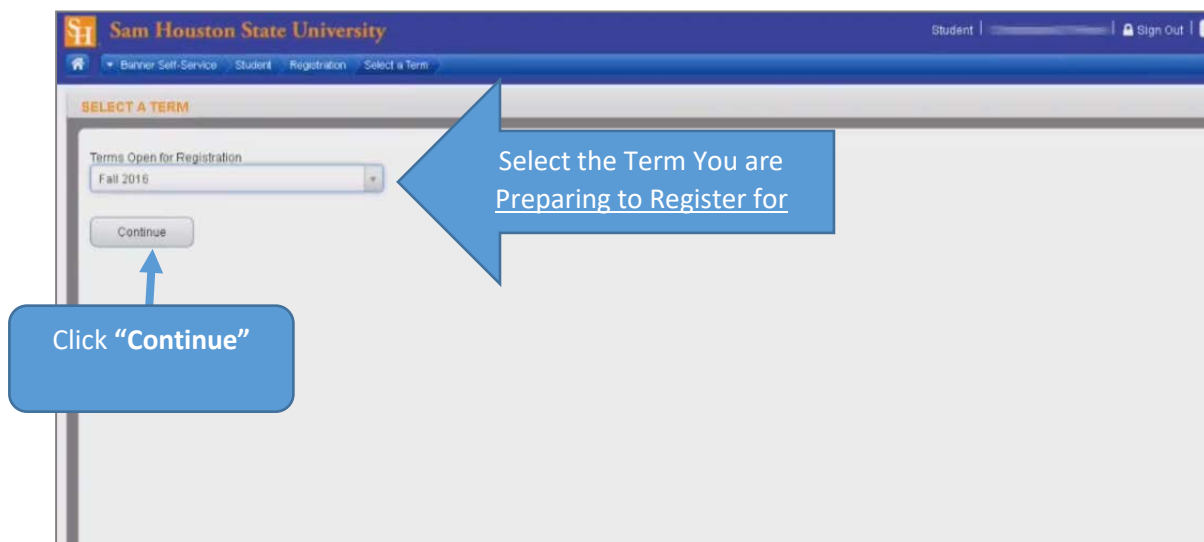 SH Sam Houston State University
Student | | Sign Out |
Banner Self-Service Student Registration Select a Term
SELECT A TERM
Terms Open for Registration
Fall 2016
Continue
Select the Term You are
Preparing to Register for
Click “Continue”